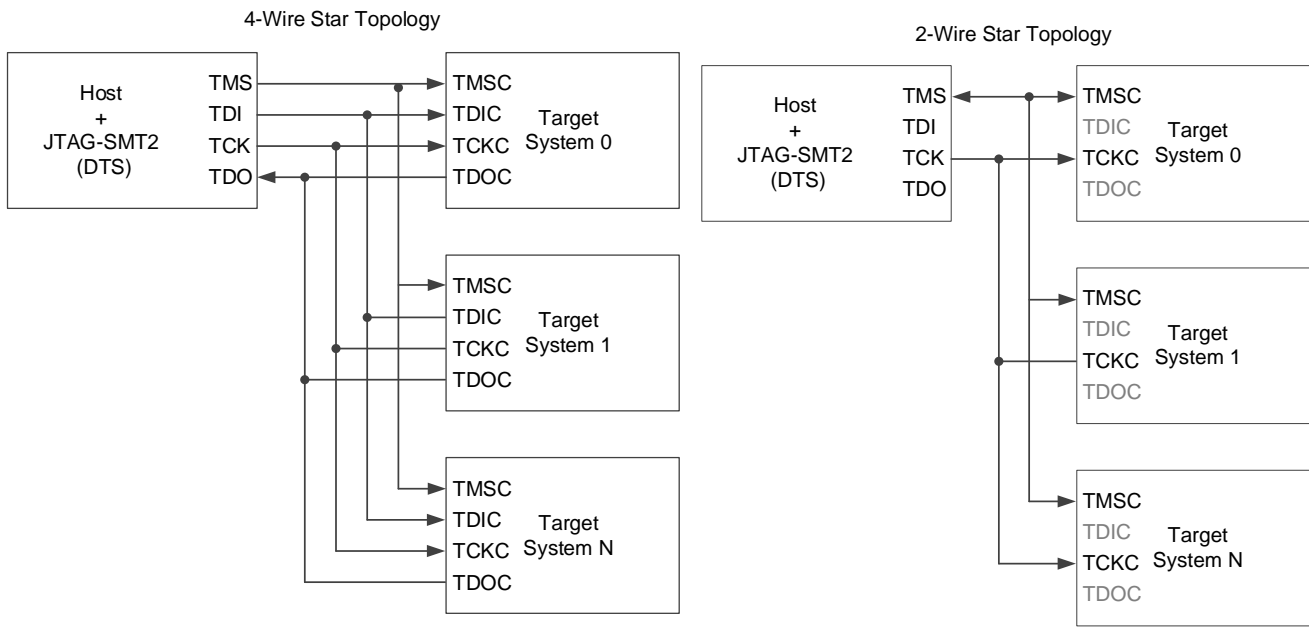 4-Wire Star Topology
Host
+
JTAG-SMT2
(DTS)
TMS
TDI
TCK
TDO
TMSC
TDIC
TCKC
TDOC
Target
System 0
TMSC
TDIC
TCKC
TDOC
Target
System 1
TMSC
TDIC
TCKC
TDOC
Target
System N
2-Wire Star Topology
Host
+
JTAG-SMT2
(DTS)
TMS
TDI
TCK
TDO
TMSC
TDIC
TCKC
TDOC
Target
System 0
TMSC
TDIC
TCKC
TDOC
Target
System 1
TMSC
TDIC
TCKC
TDOC
Target
System N